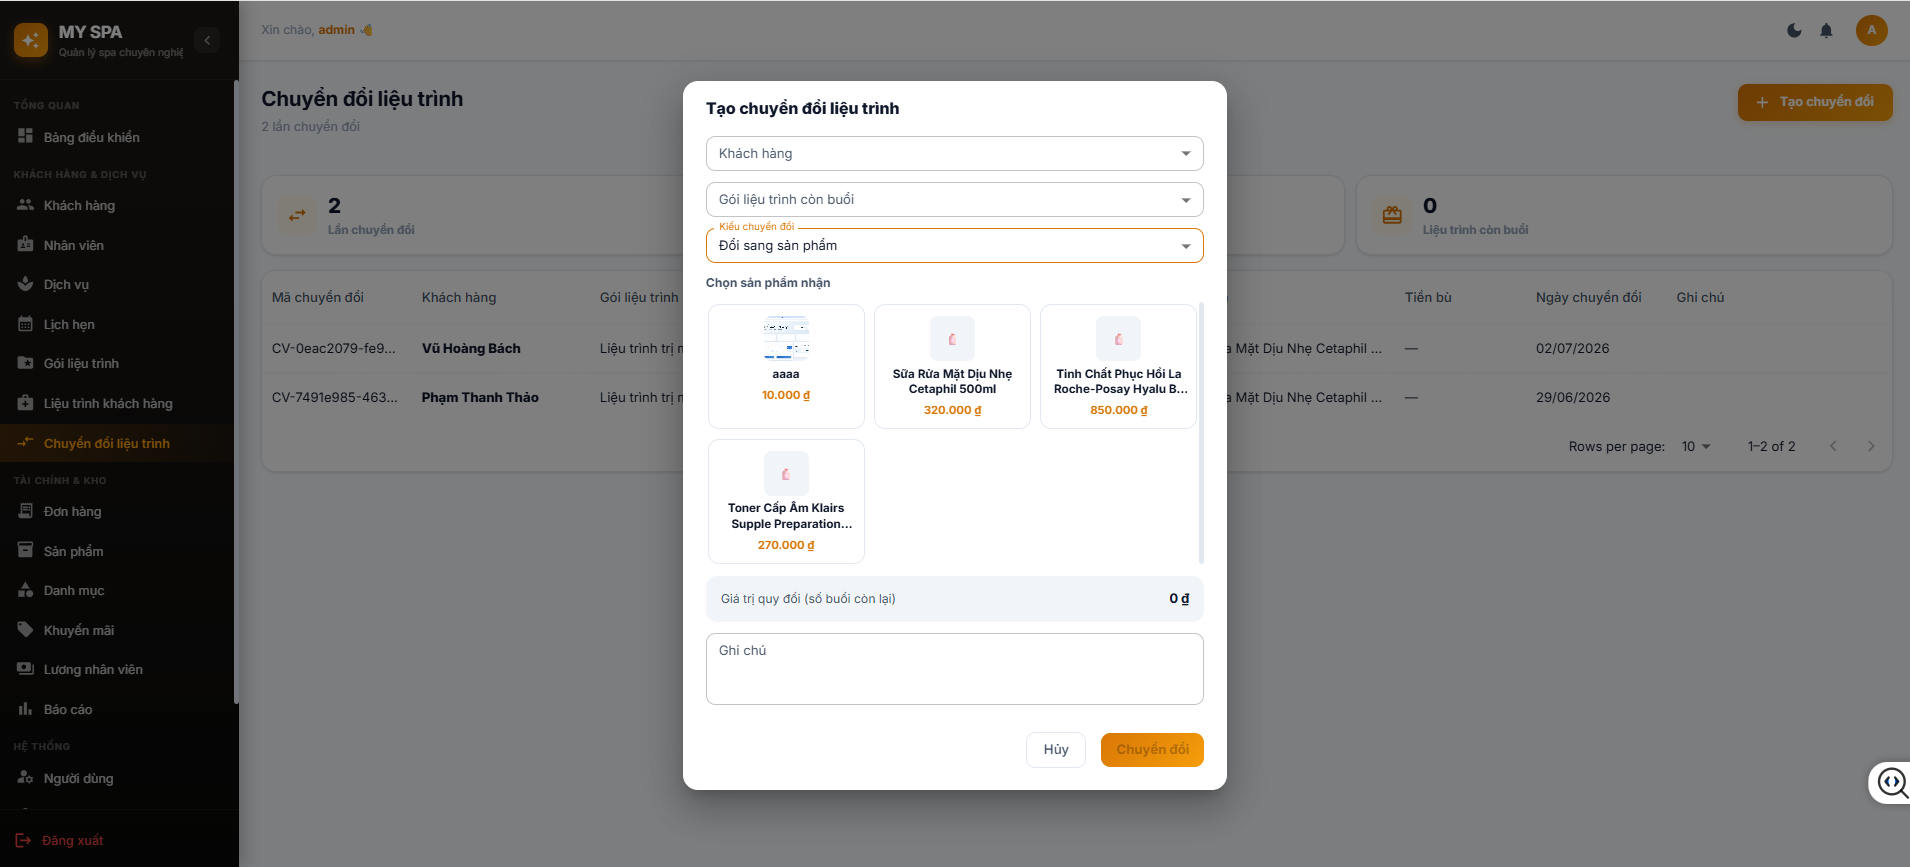 MY SPA
Quản lý spa chuyên nghiệ
TỔNG QUAN
Bảng điều khiển
KHÁCH HÀNG & DỊCH VỤ
Khách hàng
Nhân viên
Dịch vụ
Lịch hẹn
Gói liệu trình
Liệu trình khách hàng
Chuyển đổi liệu trình
TÀI CHÍNH & KHO
Đơn hàng
Sản phẩm
Danh mục
Khuyến mãi
Lương nhân viên
Báo cáo
HỆ THỐNG
Người dùng
Đăng xuất
Xin chào, admin 👋
A
Chuyển đổi liệu trình
2 lần chuyển đổi
Tạo chuyển đổi
2
Lần chuyển đổi
0
Liệu trình còn buổi
Mã chuyển đổi Khách hàng Gói liệu trình Tiền bù Ngày chuyển đổi Ghi chú
CV-0eac2079-fe9... Vũ Hoàng Bách Liệu trình trị a Mặt Dịu Nhẹ Cetaphil ... — 02/07/2026
CV-7491e985-463... Phạm Thanh Thảo Liệu trình trị a Mặt Dịu Nhẹ Cetaphil ... — 29/06/2026
Rows per page: 10 1–2 of 2
Tạo chuyển đổi liệu trình
Khách hàng
Gói liệu trình còn buổi
Kiểu chuyển đổi
Đổi sang sản phẩm
Chọn sản phẩm nhận
aaaa
10.000 ₫
Sữa Rửa Mặt Dịu Nhẹ
Cetaphil 500ml
320.000 ₫
Tinh Chất Phục Hồi La
Roche-Posay Hyalu B...
850.000 ₫
Toner Cấp Ẩm Klairs
Supple Preparation...
270.000 ₫
Giá trị quy đổi (số buổi còn lại) 0 ₫
Ghi chú
Hủy
Chuyển đổi